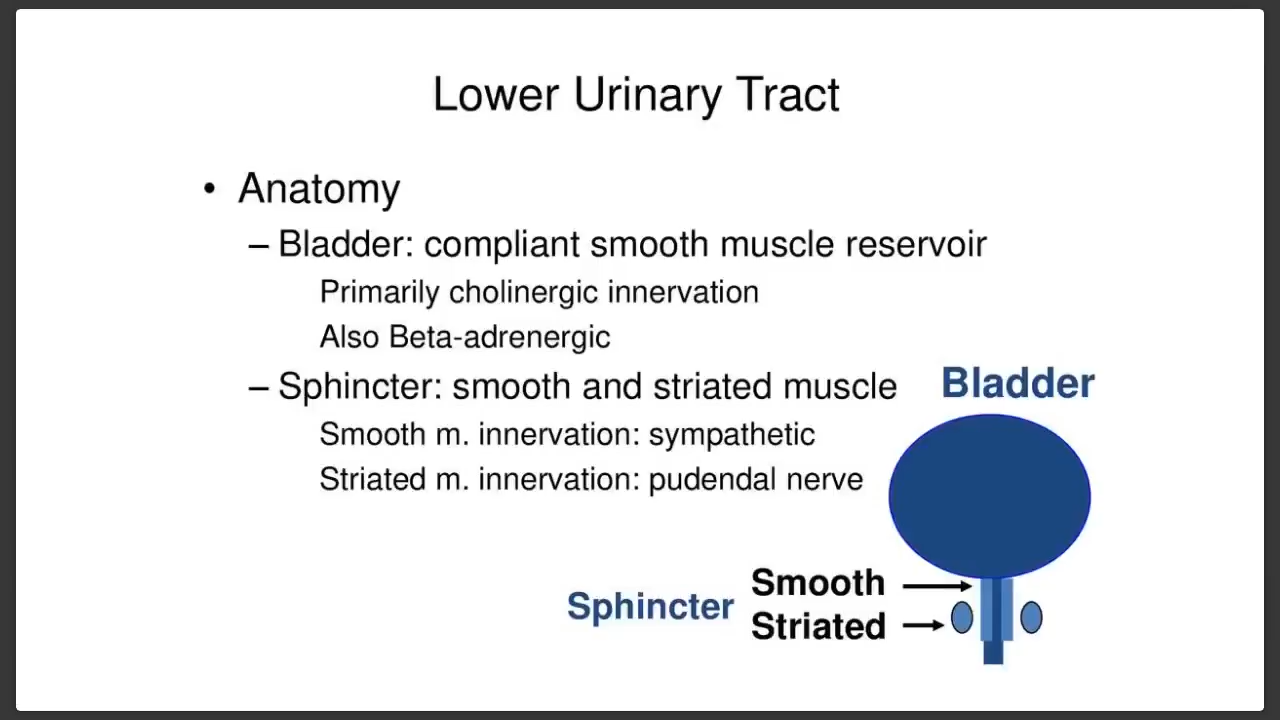 Lower Urinary Tract
• Anatomy
– Bladder: compliant smooth muscle reservoir
Primarily cholinergic innervation
Also Beta-adrenergic
– Sphincter: smooth and striated muscle
Smooth m. innervation: sympathetic
Striated m. innervation: pudendal nerve
Bladder
Sphincter
Smooth
Striated